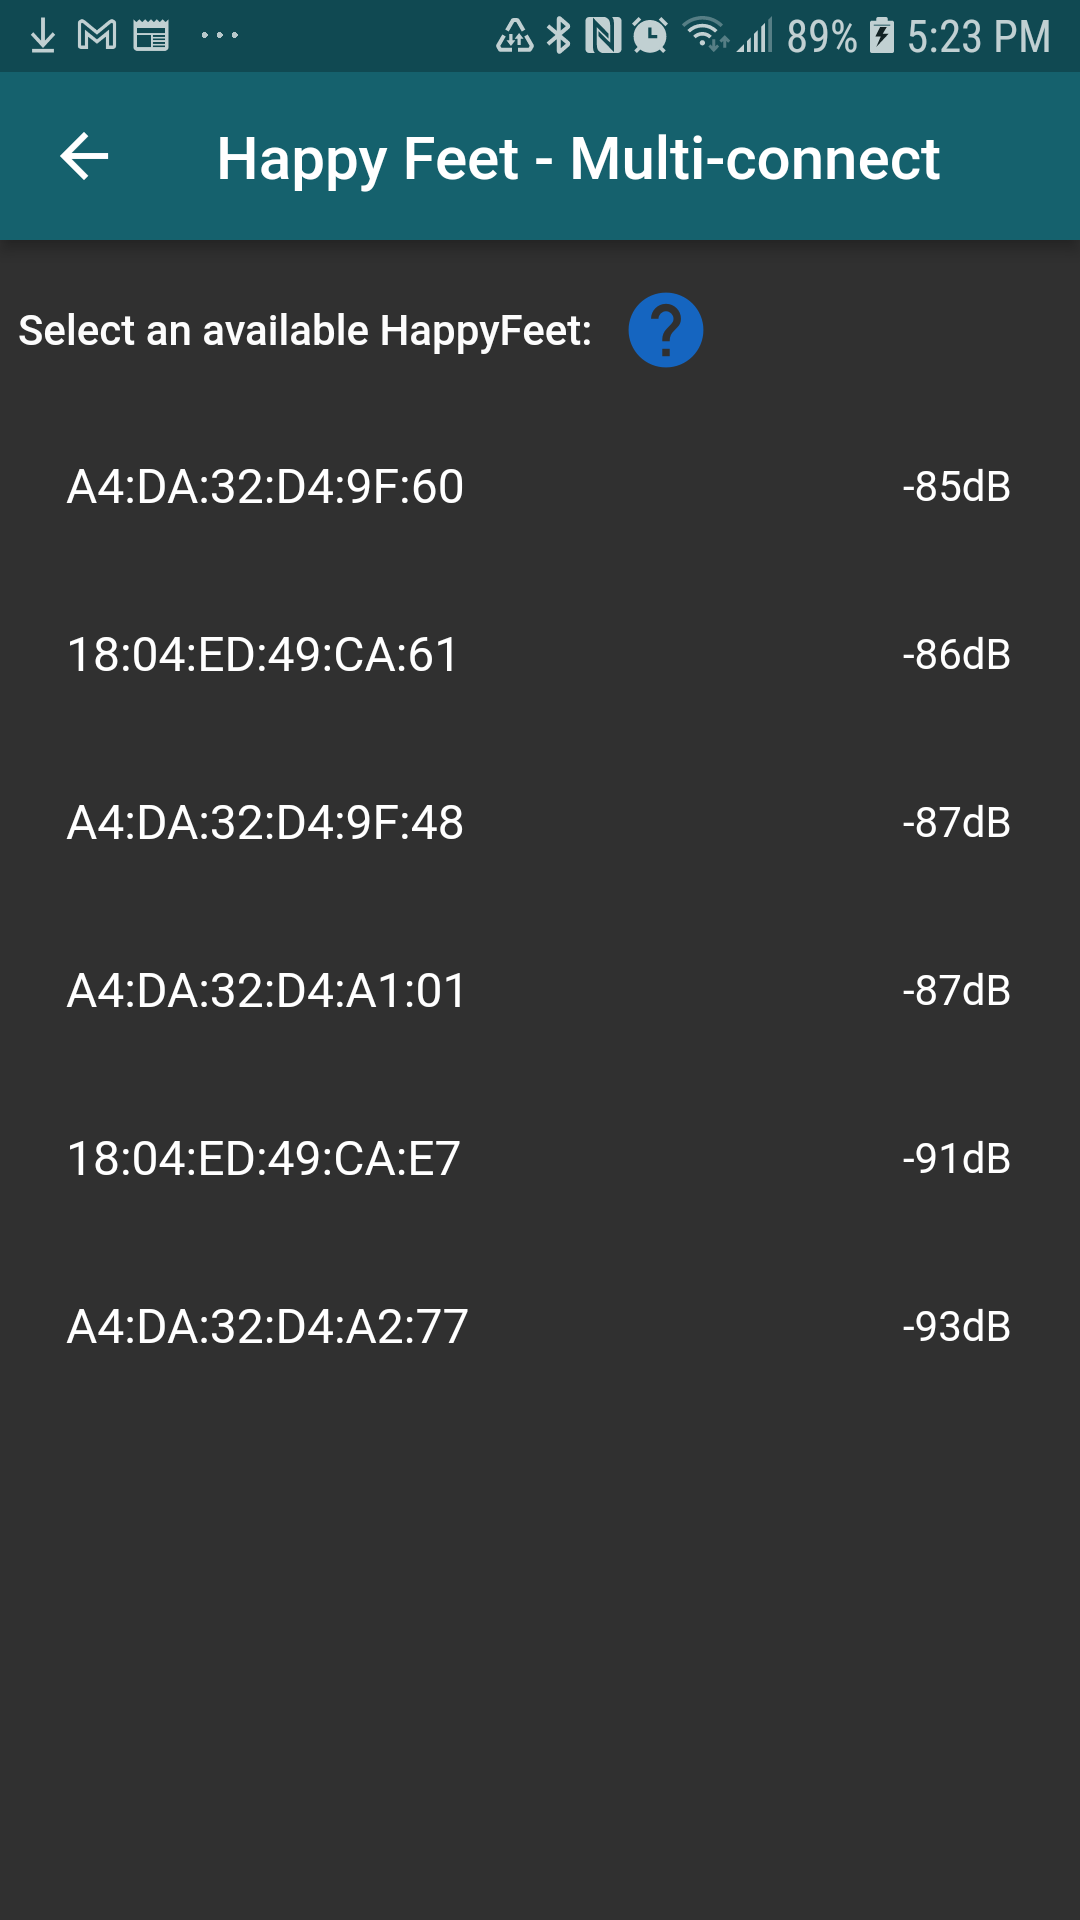 89% 5:23 PM
Happy Feet - Multi-connect
Select an available HappyFeet: ?
A4:DA:32:D4:9F:60 -85dB
18:04:ED:49:CA:61 -86dB
A4:DA:32:D4:9F:48 -87dB
A4:DA:32:D4:A1:01 -87dB
18:04:ED:49:CA:E7 -91dB
A4:DA:32:D4:A2:77 -93dB